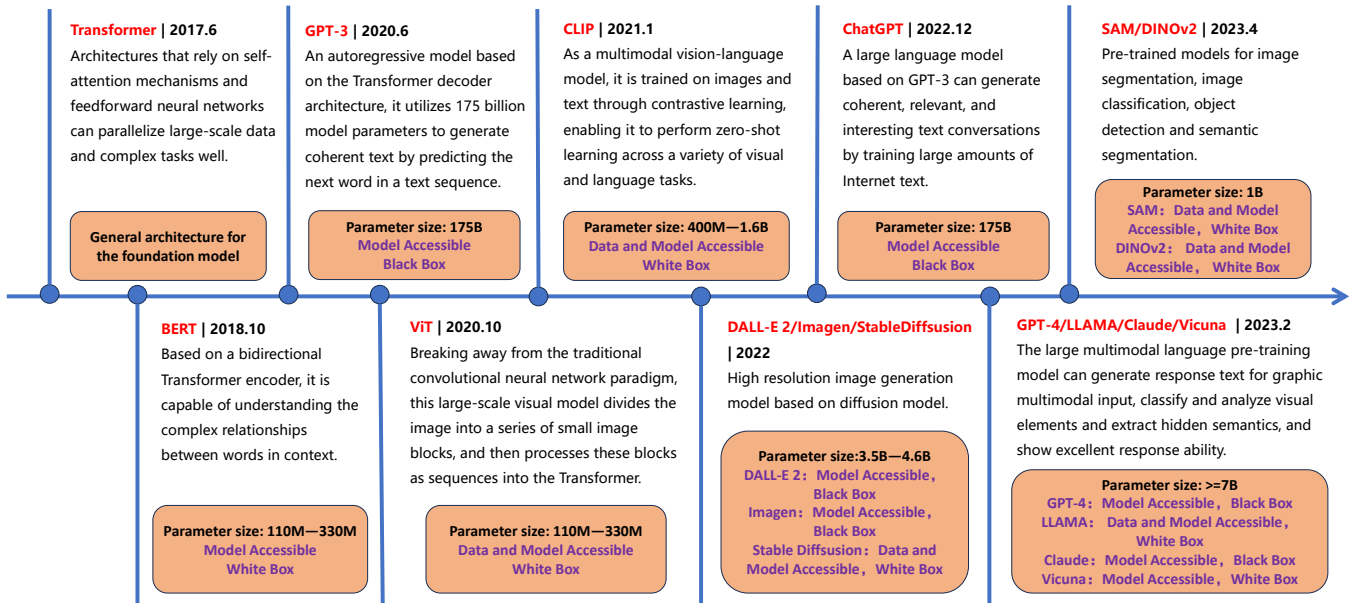 Transformer | 2017.6
Architectures that rely on self-
attention mechanisms and
feedforward neural networks
can parallelize large-scale data
and complex tasks well.
General architecture for
the foundation model
GPT-3 | 2020.6
An autoregressive model based
on the Transformer decoder
architecture, it utilizes 175 billion
model parameters to generate
coherent text by predicting the
next word in a text sequence.
Parameter size: 175B
Model Accessible
Black Box
CLIP | 2021.1
As a multimodal vision-language
model, it is trained on images and
text through contrastive learning,
enabling it to perform zero-shot
learning across a variety of visual
and language tasks.
Parameter size: 400M—1.6B
Data and Model Accessible
White Box
ChatGPT | 2022.12
A large language model
based on GPT-3 can generate
coherent, relevant, and
interesting text conversations
by training large amounts of
Internet text.
Parameter size: 175B
Model Accessible
Black Box
SAM/DINOv2 | 2023.4
Pre-trained models for image
segmentation, image
classification, object
detection and semantic
segmentation.
Parameter size: 1B
SAM: Data and Model
Accessible, White Box
DINOv2: Data and Model
Accessible, White Box
BERT | 2018.10
Based on a bidirectional
Transformer encoder, it is
capable of understanding the
complex relationships
between words in context.
Parameter size: 110M—330M
Model Accessible
White Box
ViT | 2020.10
Breaking away from the traditional
convolutional neural network paradigm,
this large-scale visual model divides the
image into a series of small image
blocks, and then processes these blocks
as sequences into the Transformer.
Parameter size: 110M—330M
Data and Model Accessible
White Box
DALL-E 2/Imagen/StableDiffsusion
| 2022
High resolution image generation
model based on diffusion model.
Parameter size:3.5B—4.6B
DALL-E 2: Model Accessible,
Black Box
Imagen: Model Accessible,
Black Box
Stable Diffsusion: Data and
Model Accessible, White Box
GPT-4/LLAMA/Claude/Vicuna | 2023.2
The large multimodal language pre-training
model can generate response text for graphic
multimodal input, classify and analyze visual
elements and extract hidden semantics, and
show excellent response ability.
Parameter size: >=7B
GPT-4: Model Accessible, Black Box
LLAMA: Data and Model Accessible,
White Box
Claude: Model Accessible, Black Box
Vicuna: Model Accessible, White Box